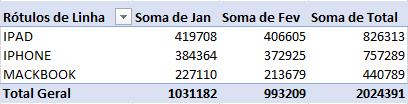 Rótulos de Linha Soma de Jan Soma de Fev Soma de Total
IPAD 419708 406605 826313
IPHONE 384364 372925 757289
MACKBOOK 227110 213679 440789
Total Geral 1031182 993209 2024391